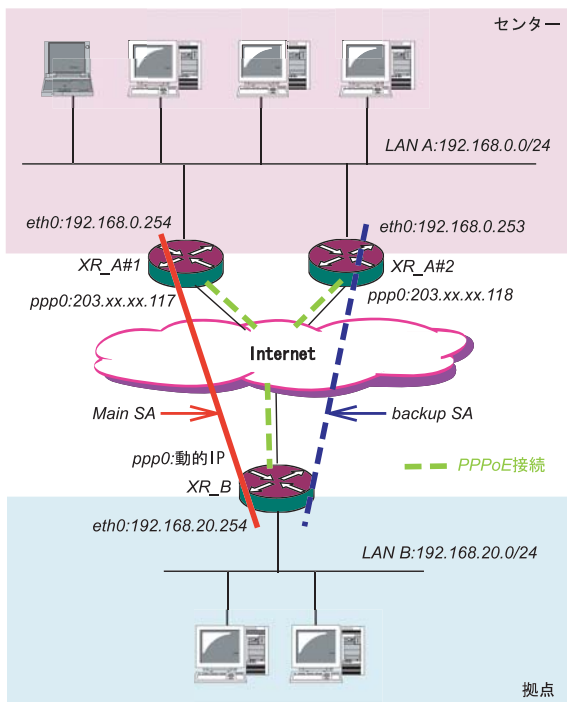 センター
LAN A:192.168.0.0/24
eth0:192.168.0.254
eth0:192.168.0.253
XR_A#1
XR_A#2
ppp0:203.xx.xx.117
ppp0:203.xx.xx.118
Internet
Main SA
backup SA
ppp0:動的IP
PPPoE接続
XR_B
eth0:192.168.20.254
LAN B:192.168.20.0/24
拠点